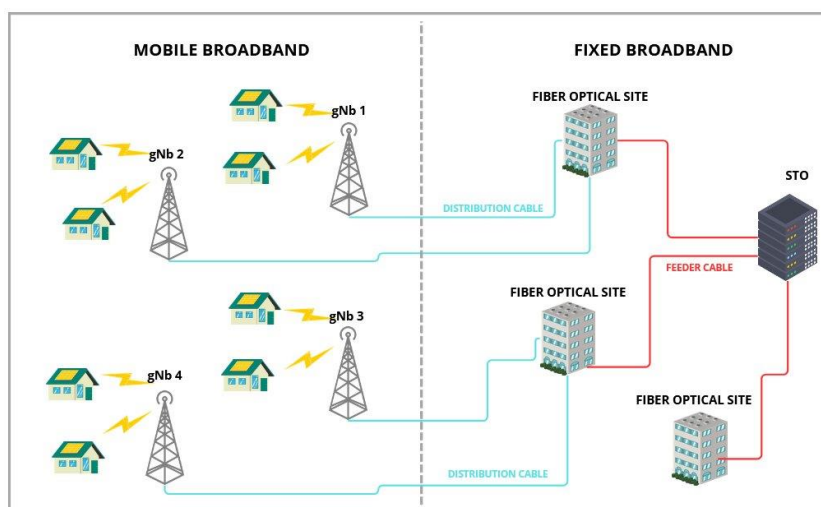 MOBILE BROADBAND
FIXED BROADBAND
gNb 1
FIBER OPTICAL SITE
gNb 2
STO
DISTRIBUTION CABLE
FEEDER CABLE
FIBER OPTICAL SITE
gNb 3
gNb 4
FIBER OPTICAL SITE
DISTRIBUTION CABLE